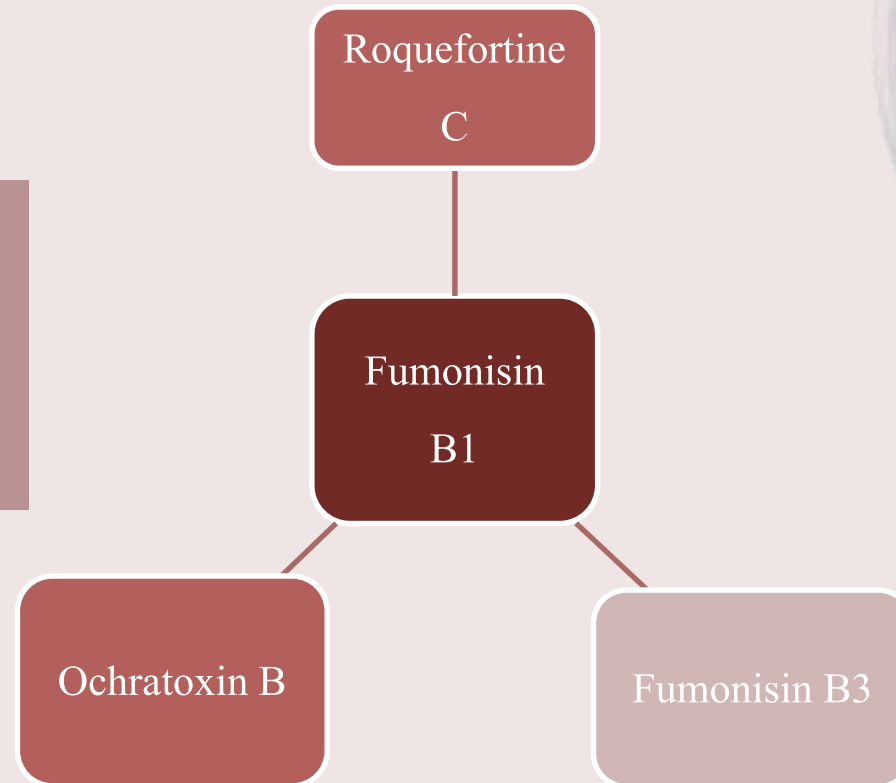 Roquefortine
C
Fumonisin
B1
Ochratoxin B
Fumonisin B3